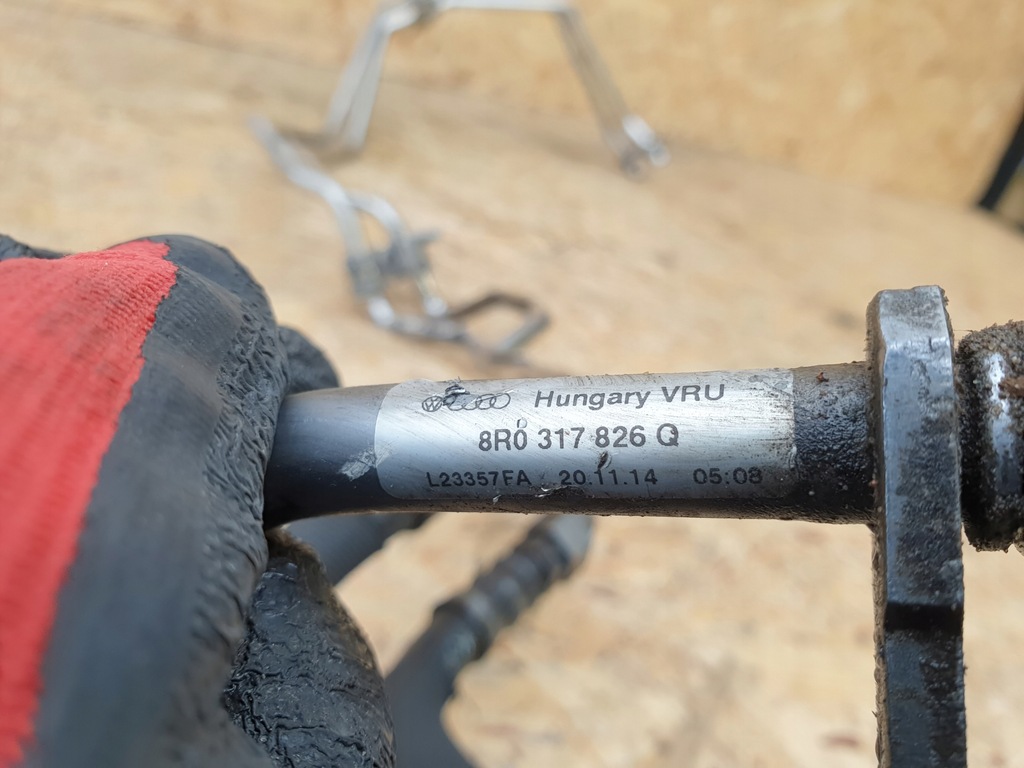 Hungary VRU
8R0 317 826 Q
L23357FA 20.11.14 05:08